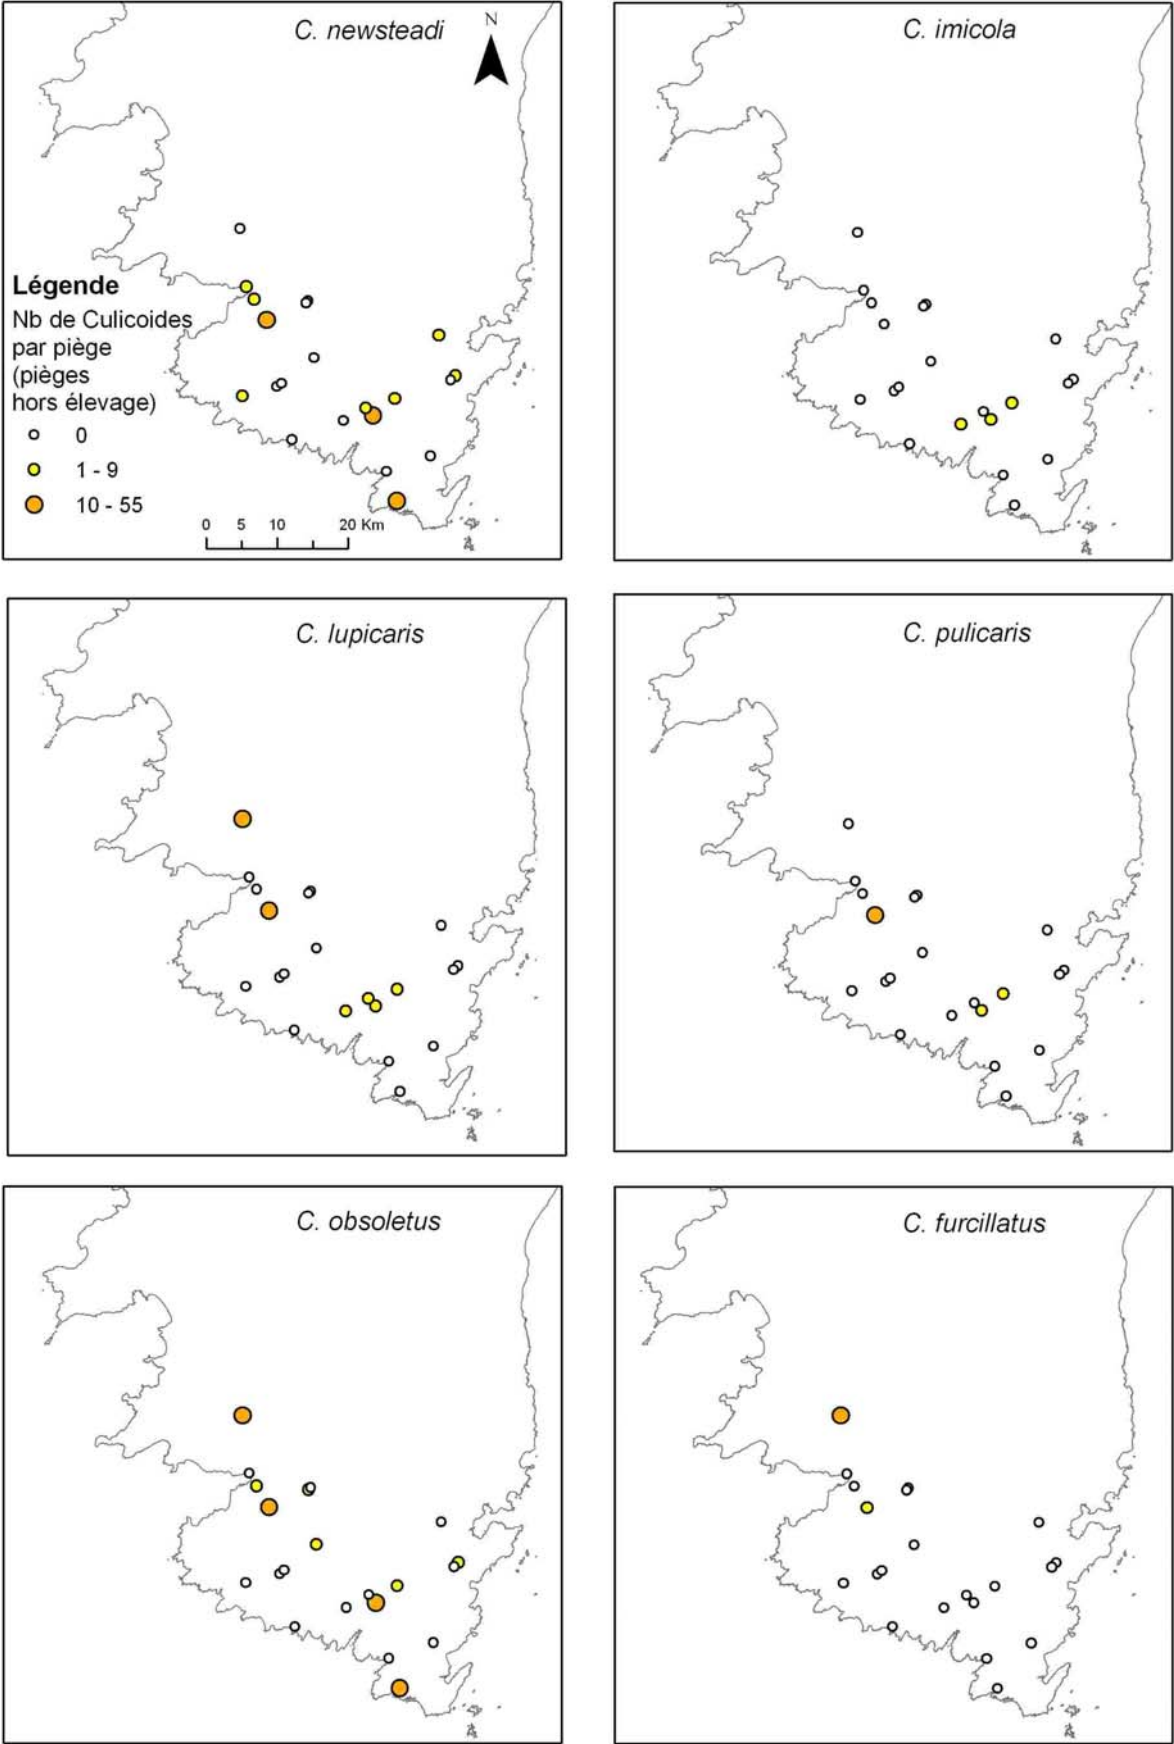 C. newsteadi
N
Légende
Nb de Culicoides
par piège
(pièges
hors élevage)
0
1 - 9
10 - 55
0 5 10 20 Km
C. imicola
C. lupicaris
C. pulicaris
C. obsoletus
C. furcillatus